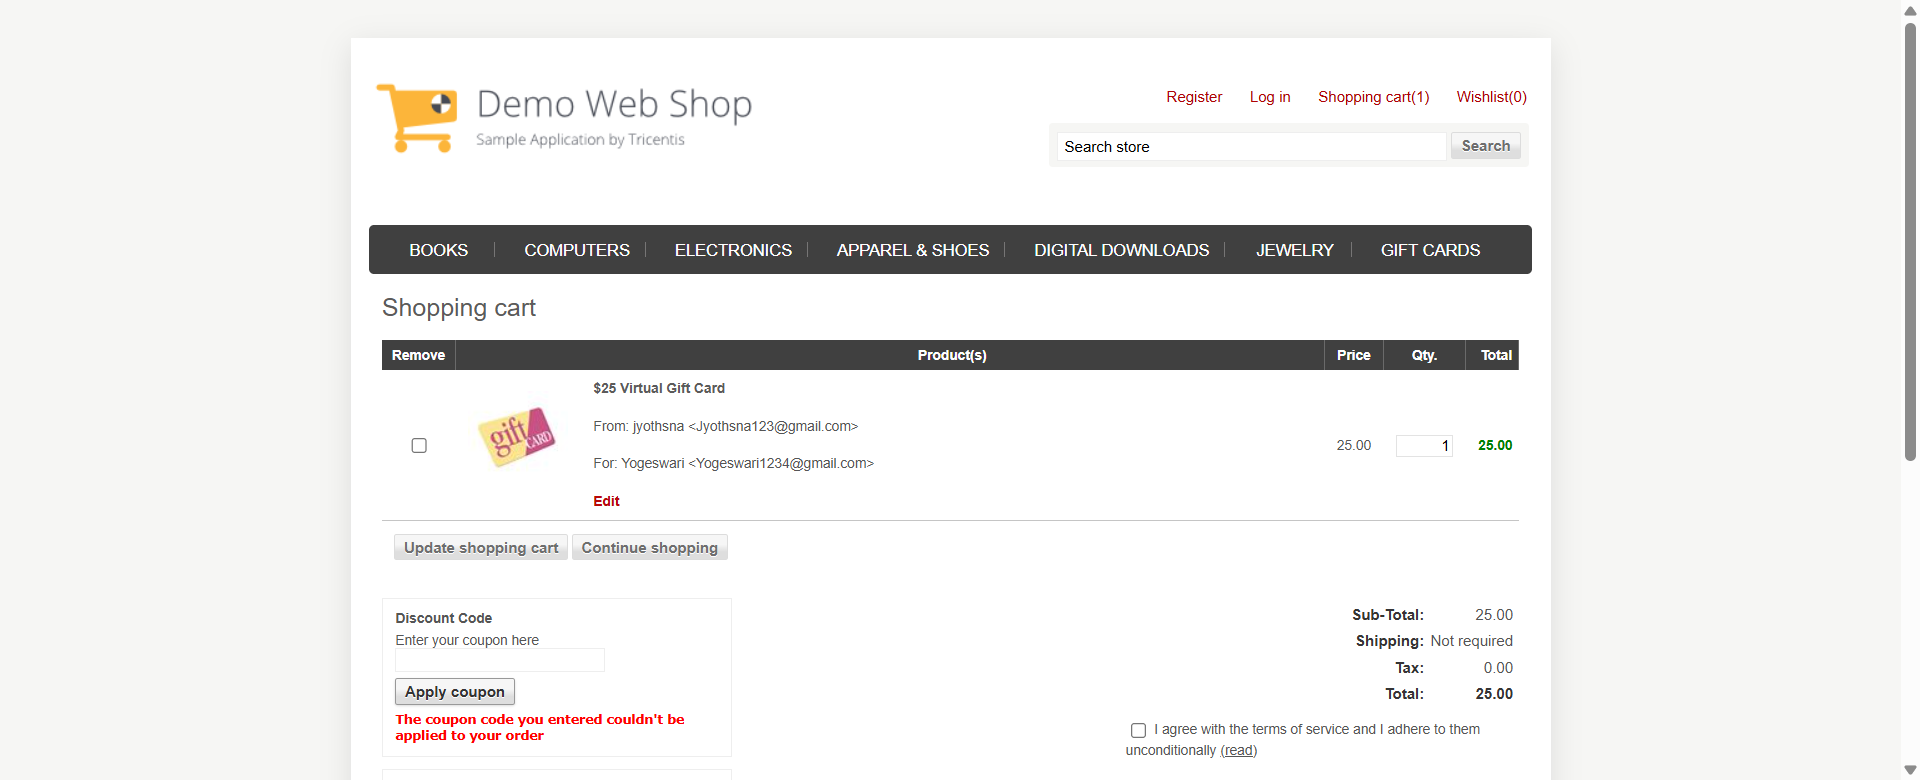 Demo Web Shop
Sample Application by Tricentis
Register Log in Shopping cart(1) Wishlist(0)
Search store Search
BOOKS COMPUTERS ELECTRONICS APPAREL & SHOES DIGITAL DOWNLOADS JEWELRY GIFT CARDS
Shopping cart
Remove Product(s) Price Qty. Total
$25 Virtual Gift Card
gift CARD
From: jyothsna <Jyothsna123@gmail.com>
25.00 1 25.00
For: Yogeswari <Yogeswari1234@gmail.com>
Edit
Update shopping cart Continue shopping
Discount Code
Enter your coupon here
Apply coupon
The coupon code you entered couldn't be
applied to your order
Sub-Total: 25.00
Shipping: Not required
Tax: 0.00
Total: 25.00
I agree with the terms of service and I adhere to them
unconditionally (read)